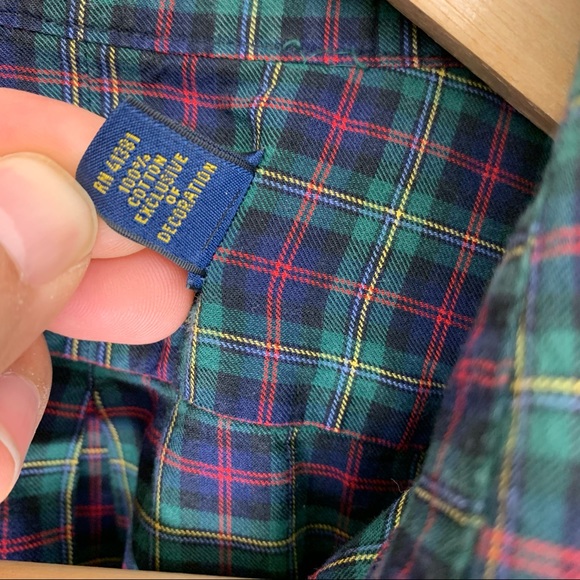 RN 41381
100%
COTTON
EXCLUSIVE
OF
DECORATION